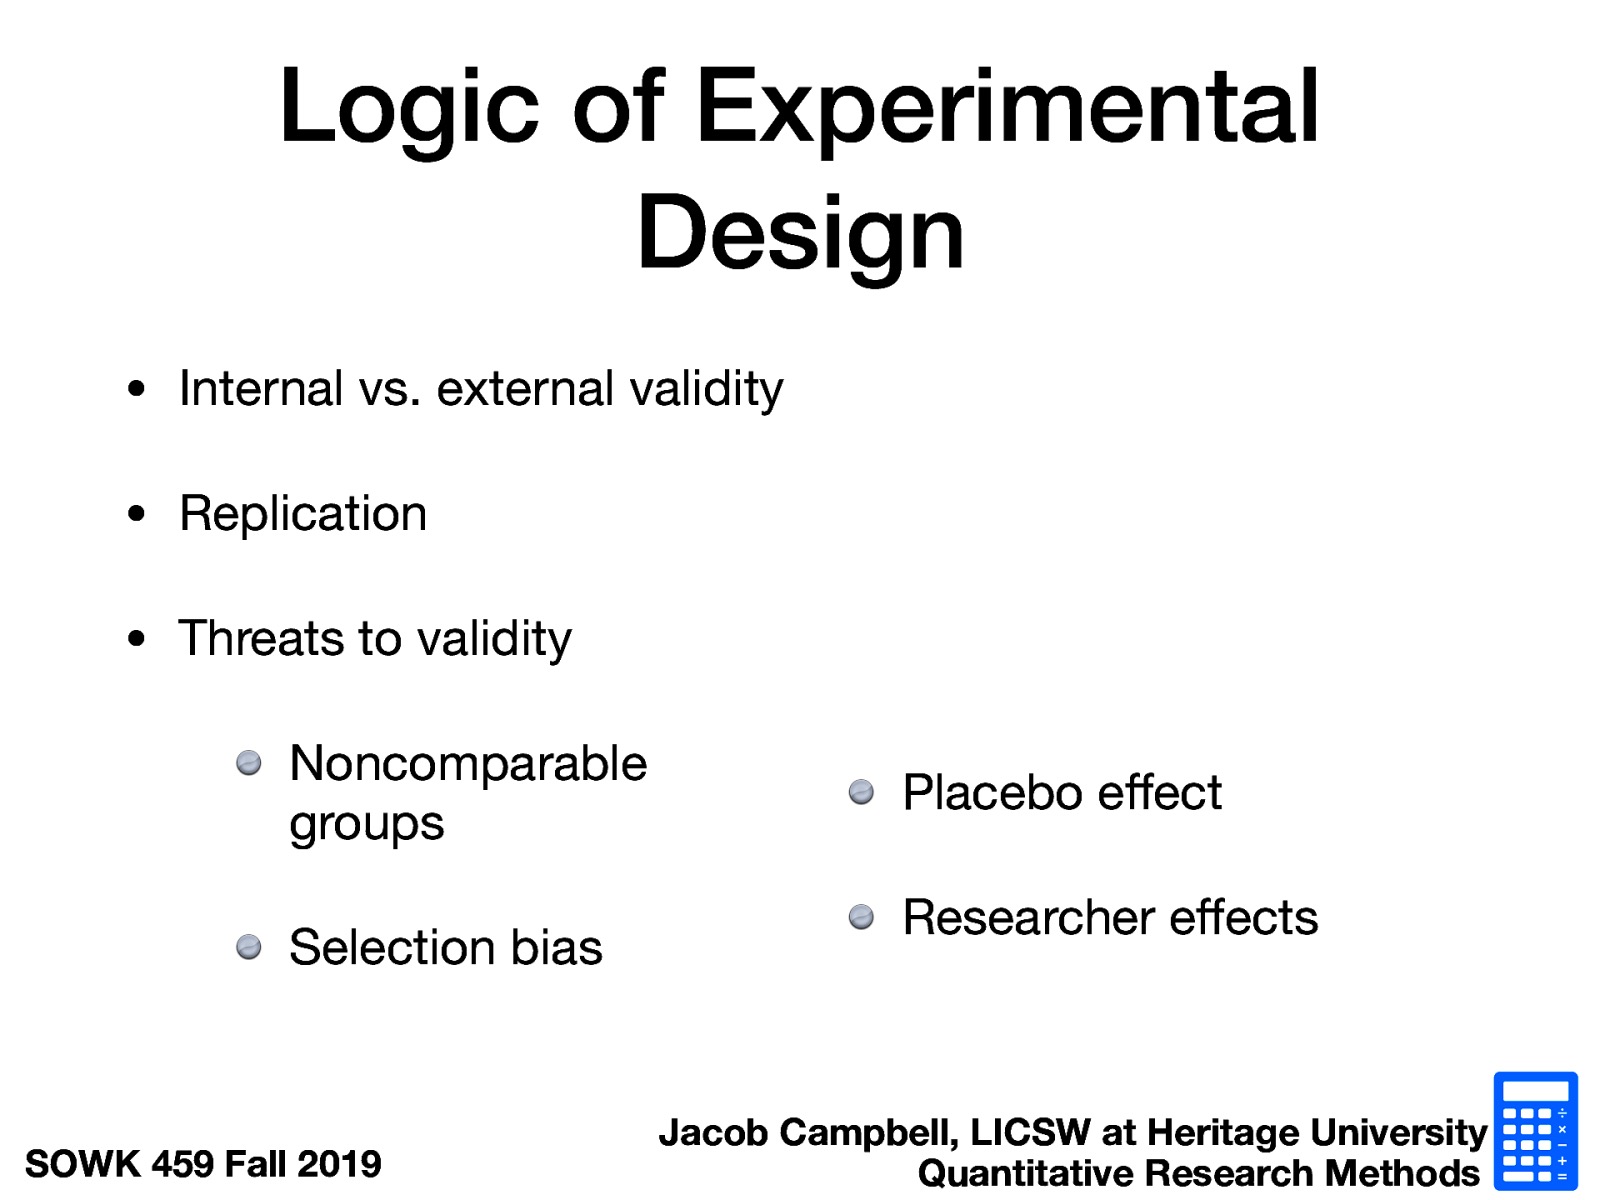 Logic of Experimental
Design
• Internal vs. external validity
• Replication
• Threats to validity
Noncomparable
groups
Selection bias
Placebo effect
Researcher effects
SOWK 459 Fall 2019
Jacob Campbell, LICSW at Heritage University
Quantitative Research Methods
÷
×
−
+
=